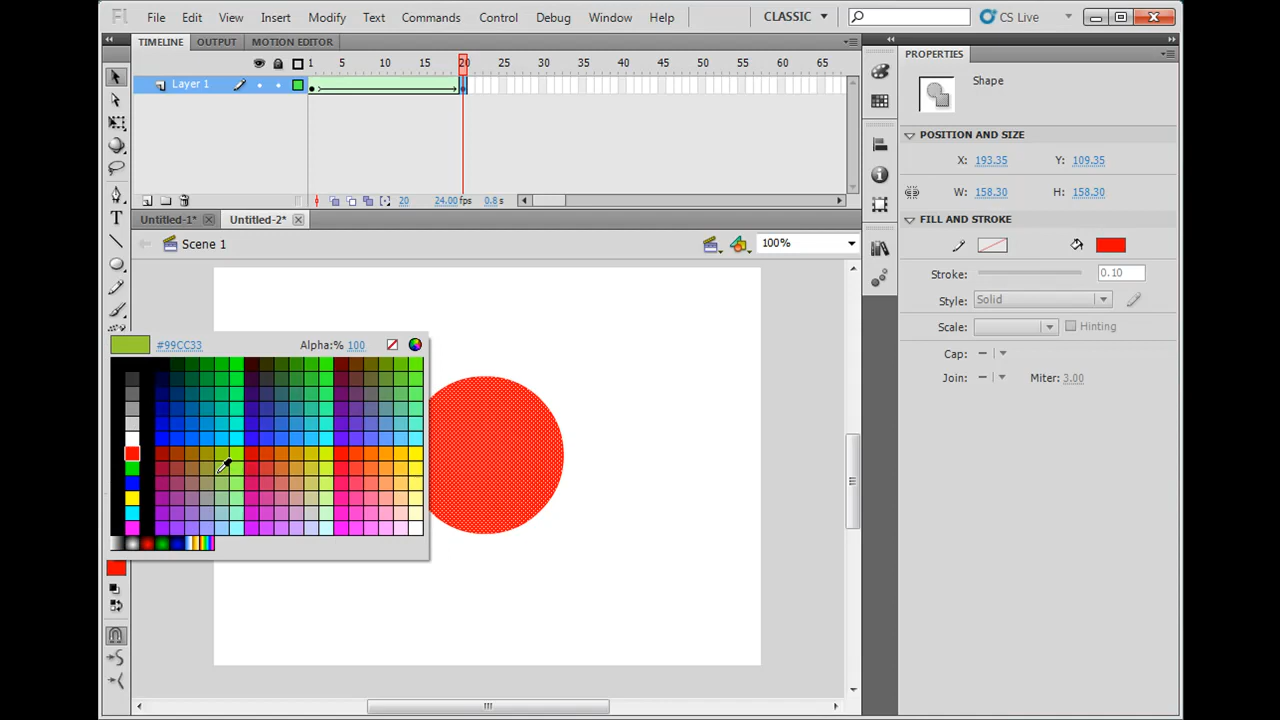 Fl File Edit View Insert Modify Text Commands Control Debug Window Help CLASSIC CS Live
TIMELINE OUTPUT MOTION EDITOR
1 5 10 15 20 25 30 35 40 45 50 55 60 65
Layer 1
20 24.00 fps 0.8 s
Untitled-1* Untitled-2*
Scene 1 100%
#99CC33 Alpha:% 100
PROPERTIES
Shape
POSITION AND SIZE
X: 193.35 Y: 109.35
W: 158.30 H: 158.30
FILL AND STROKE
Stroke: 0.10
Style: Solid
Scale: Hinting
Cap:
Join: Miter: 3.00